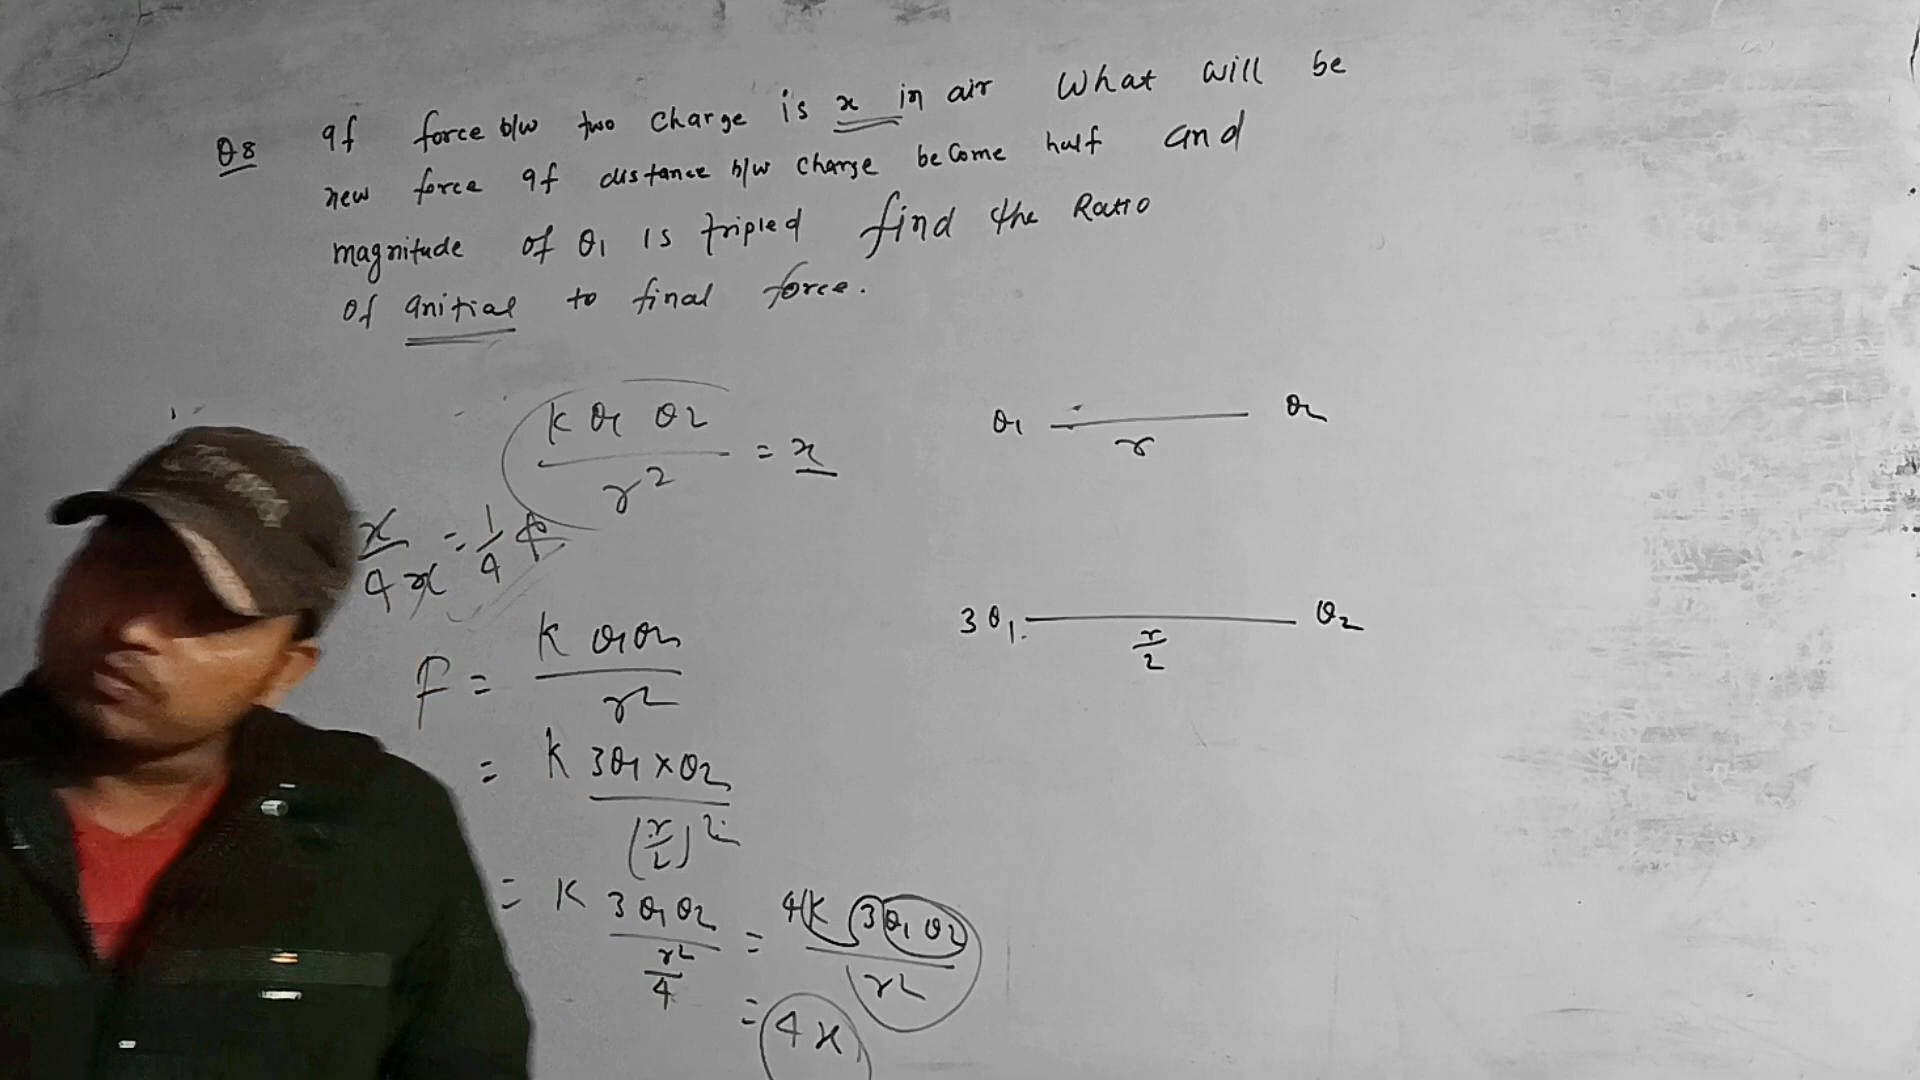 Q8 If force b/w two charge is x in air What will be
new force if distance b/w charge become half and
magnitude of Q1 is tripled find the Ratio
of initial to final force.
K Q1 Q2 / r2 = x
Q1 Q2
r
x / 4x = 1/4
3Q1. Q2
r/2
F = K Q1Q2 / r2
= K 3Q1 x Q2 / (r/2)2
= K 3Q1Q2 / r2/4 = 4K 3Q1 Q2 / r2
= 4x